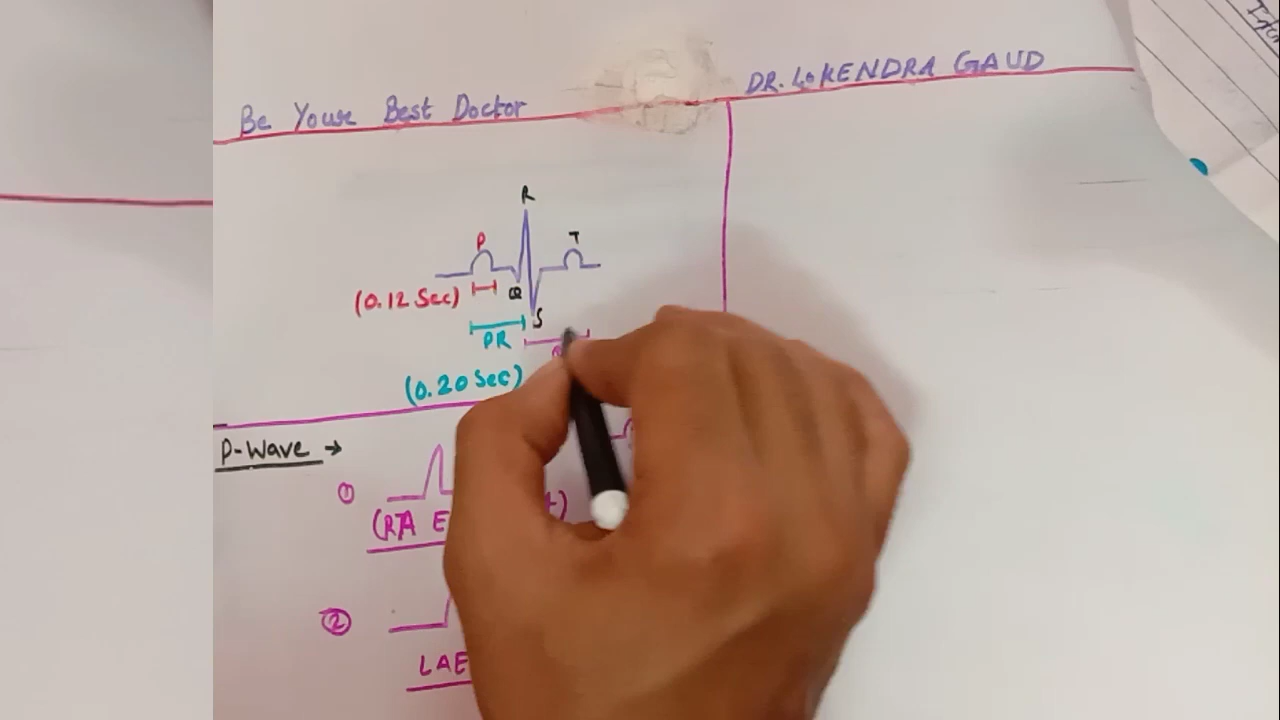 Be Youre Best Doctor
DR. LOKENDRA GAUD
R
P
T
Q
(0.12 Sec)
S
PR
(0.20 Sec)
P-Wave →
①
(RA E
t)
②
LAE